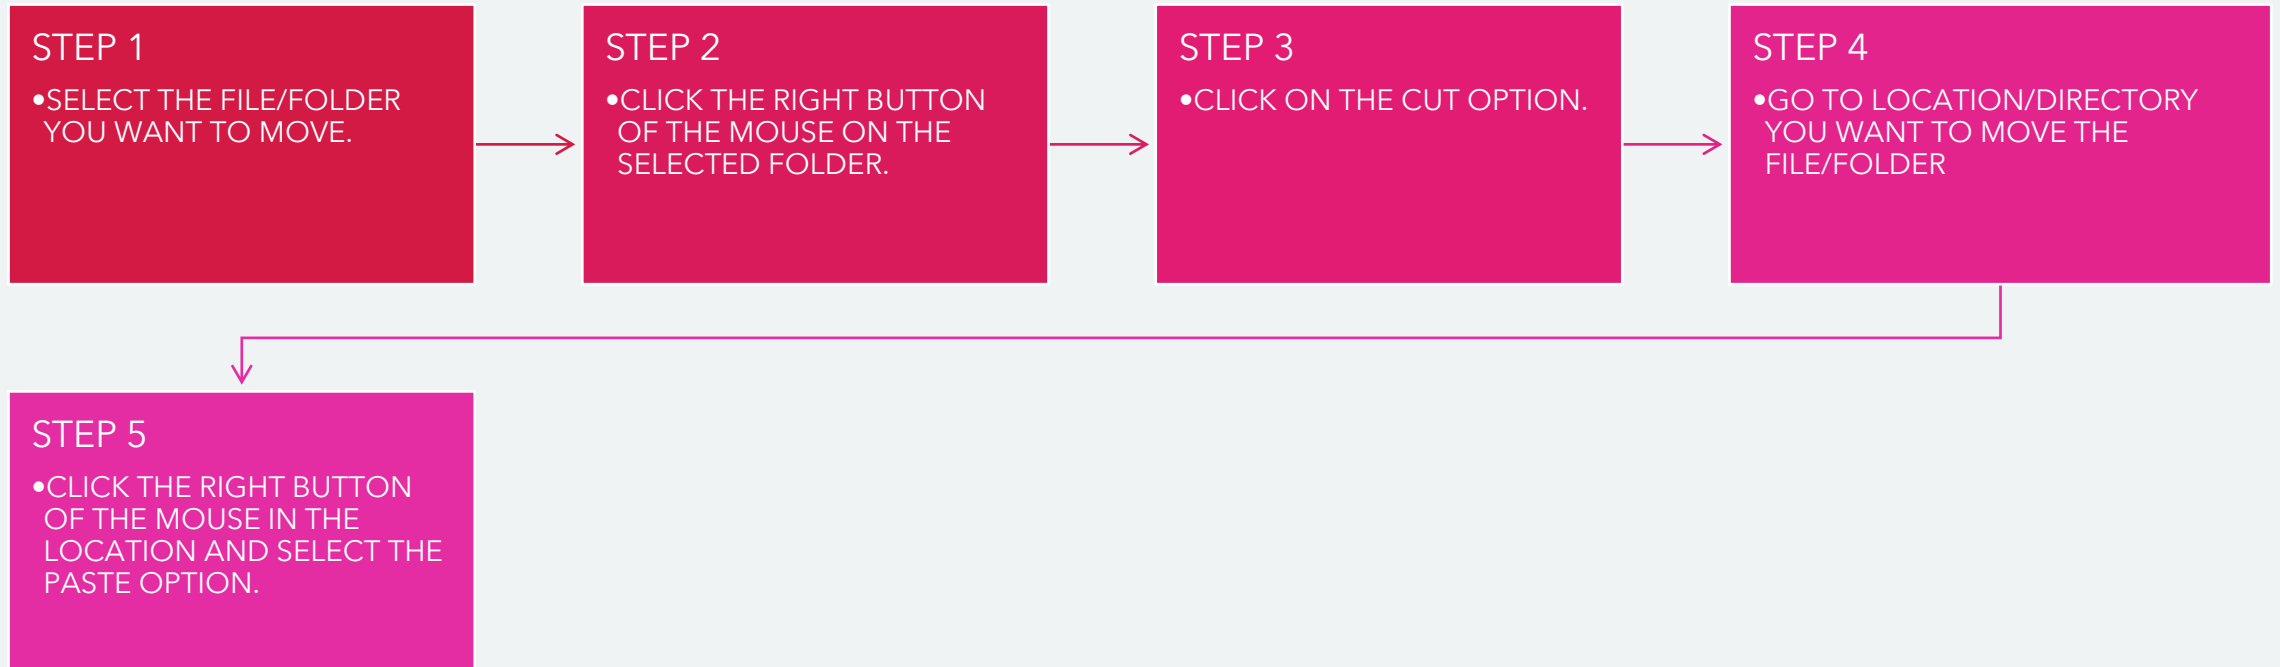 STEP 1
•SELECT THE FILE/FOLDER
YOU WANT TO MOVE.
STEP 2
•CLICK THE RIGHT BUTTON
OF THE MOUSE ON THE
SELECTED FOLDER.
STEP 3
•CLICK ON THE CUT OPTION.
STEP 4
•GO TO LOCATION/DIRECTORY
YOU WANT TO MOVE THE
FILE/FOLDER
STEP 5
•CLICK THE RIGHT BUTTON
OF THE MOUSE IN THE
LOCATION AND SELECT THE
PASTE OPTION.